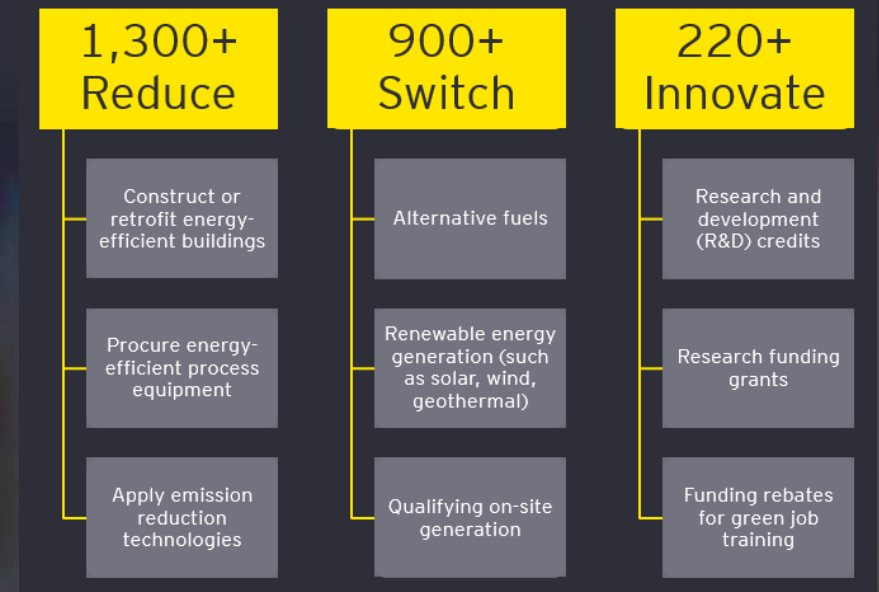 1,300+
Reduce
Construct or
retrofit energy-
efficient buildings
Procure energy-
efficient process
equipment
Apply emission
reduction
technologies
900+
Switch
Alternative fuels
Renewable energy
generation (such
as solar, wind,
geothermal)
Qualifying on-site
generation
220+
Innovate
Research and
development
(R&D) credits
Research funding
grants
Funding rebates
for green job
training